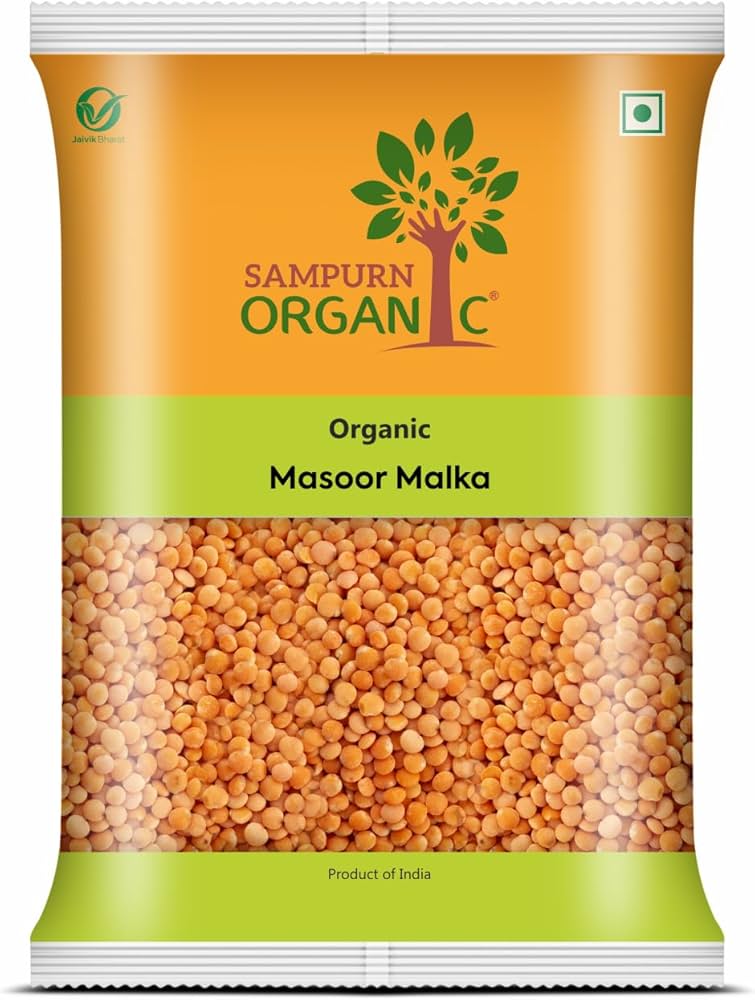 Jaivik Bharat
SAMPURN
ORGANIC®
Organic
Masoor Malka
Product of India